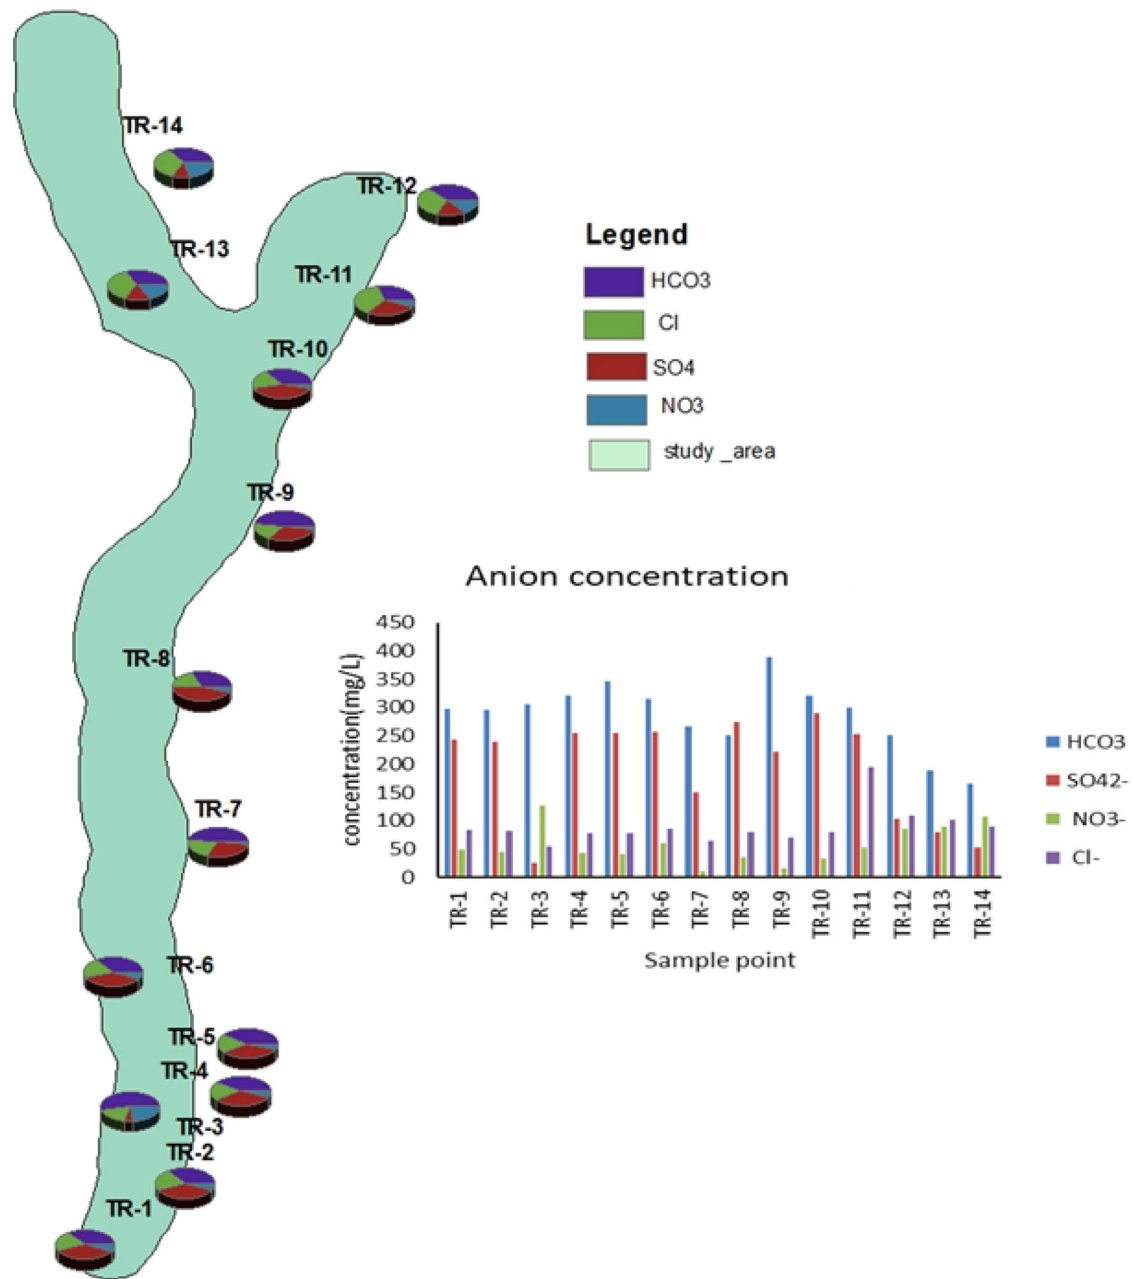 TR-14
TR-12
TR-13
TR-11
TR-10
TR-9
TR-8
TR-7
TR-6
TR-5
TR-4
TR-3
TR-2
TR-1
Legend
HCO3
Cl
SO4
NO3
study _area
Anion concentration
concentration(mg/L)
450
400
350
300
250
200
150
100
50
0
TR-1
TR-2
TR-3
TR-4
TR-5
TR-6
TR-7
TR-8
TR-9
TR-10
TR-11
TR-12
TR-13
TR-14
Sample point
HCO3
SO42-
NO3-
Cl-